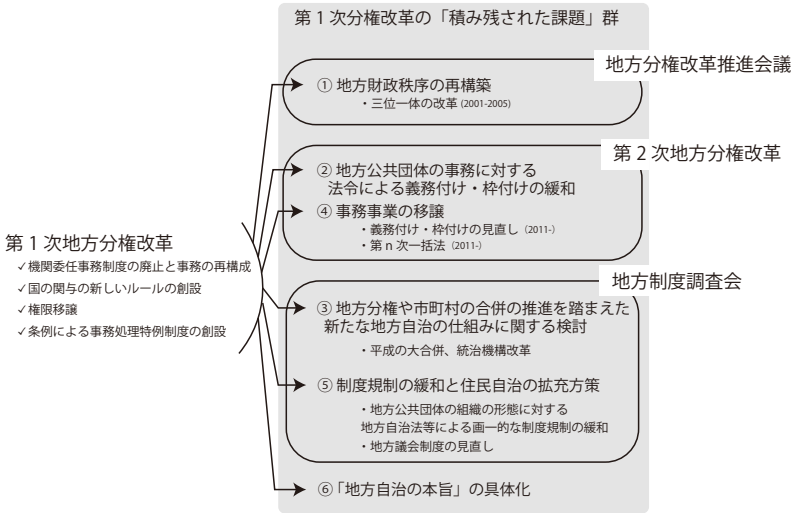 第１次分権改革の「積み残された課題」群
地方分権改革推進会議
① 地方財政秩序の再構築
・三位一体の改革 (2001-2005)
第２次地方分権改革
② 地方公共団体の事務に対する
法令による義務付け・枠付けの緩和
④ 事務事業の移譲
・義務付け・枠付けの見直し (2011-)
・第 n 次一括法 (2011-)
第１次地方分権改革
✓機関委任事務制度の廃止と事務の再構成
✓国の関与の新しいルールの創設
✓権限移譲
✓条例による事務処理特例制度の創設
地方制度調査会
③ 地方分権や市町村の合併の推進を踏まえた
新たな地方自治の仕組みに関する検討
・平成の大合併、統治機構改革
⑤ 制度規制の緩和と住民自治の拡充方策
・地方公共団体の組織の形態に対する
地方自治法等による画一的な制度規制の緩和
・地方議会制度の見直し
⑥「地方自治の本旨」の具体化